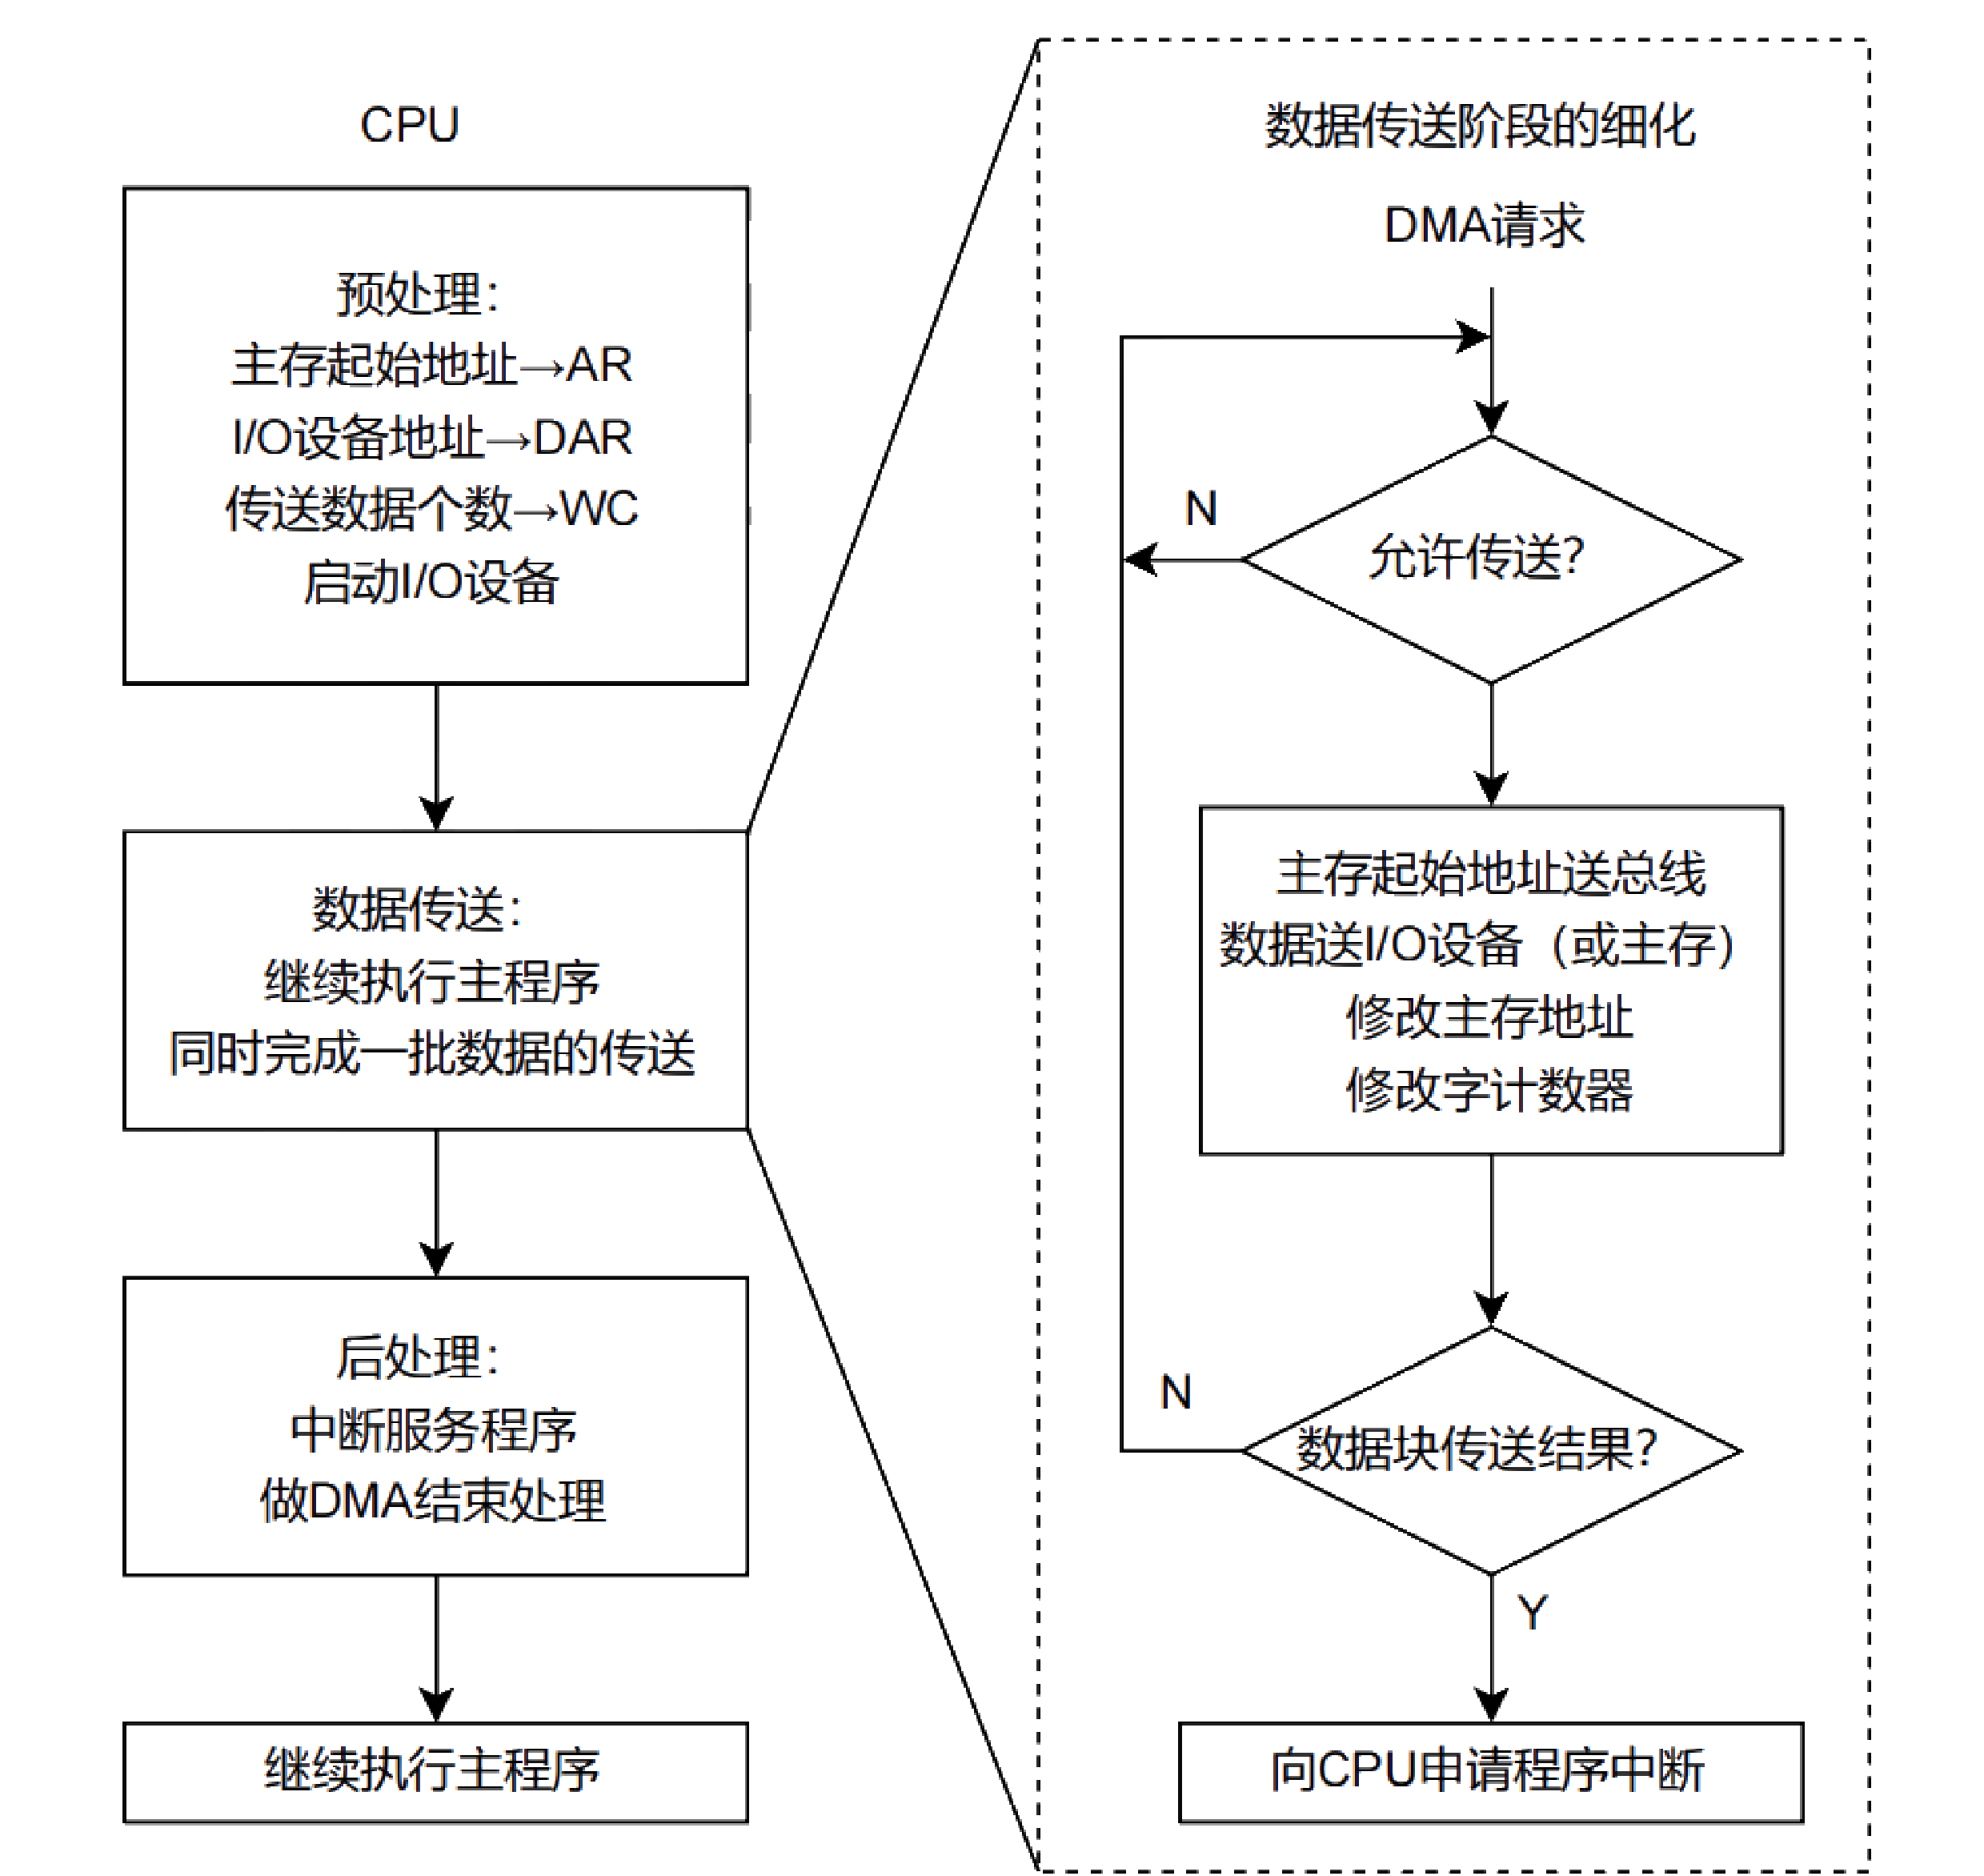 CPU
预处理：
主存起始地址→AR
I/O设备地址→DAR
传送数据个数→WC
启动I/O设备
数据传送：
继续执行主程序
同时完成一批数据的传送
后处理：
中断服务程序
做DMA结束处理
继续执行主程序
数据传送阶段的细化
DMA请求
允许传送？
N
主存起始地址送总线
数据送I/O设备（或主存）
修改主存地址
修改字计数器
数据块传送结果？
N
Y
向CPU申请程序中断